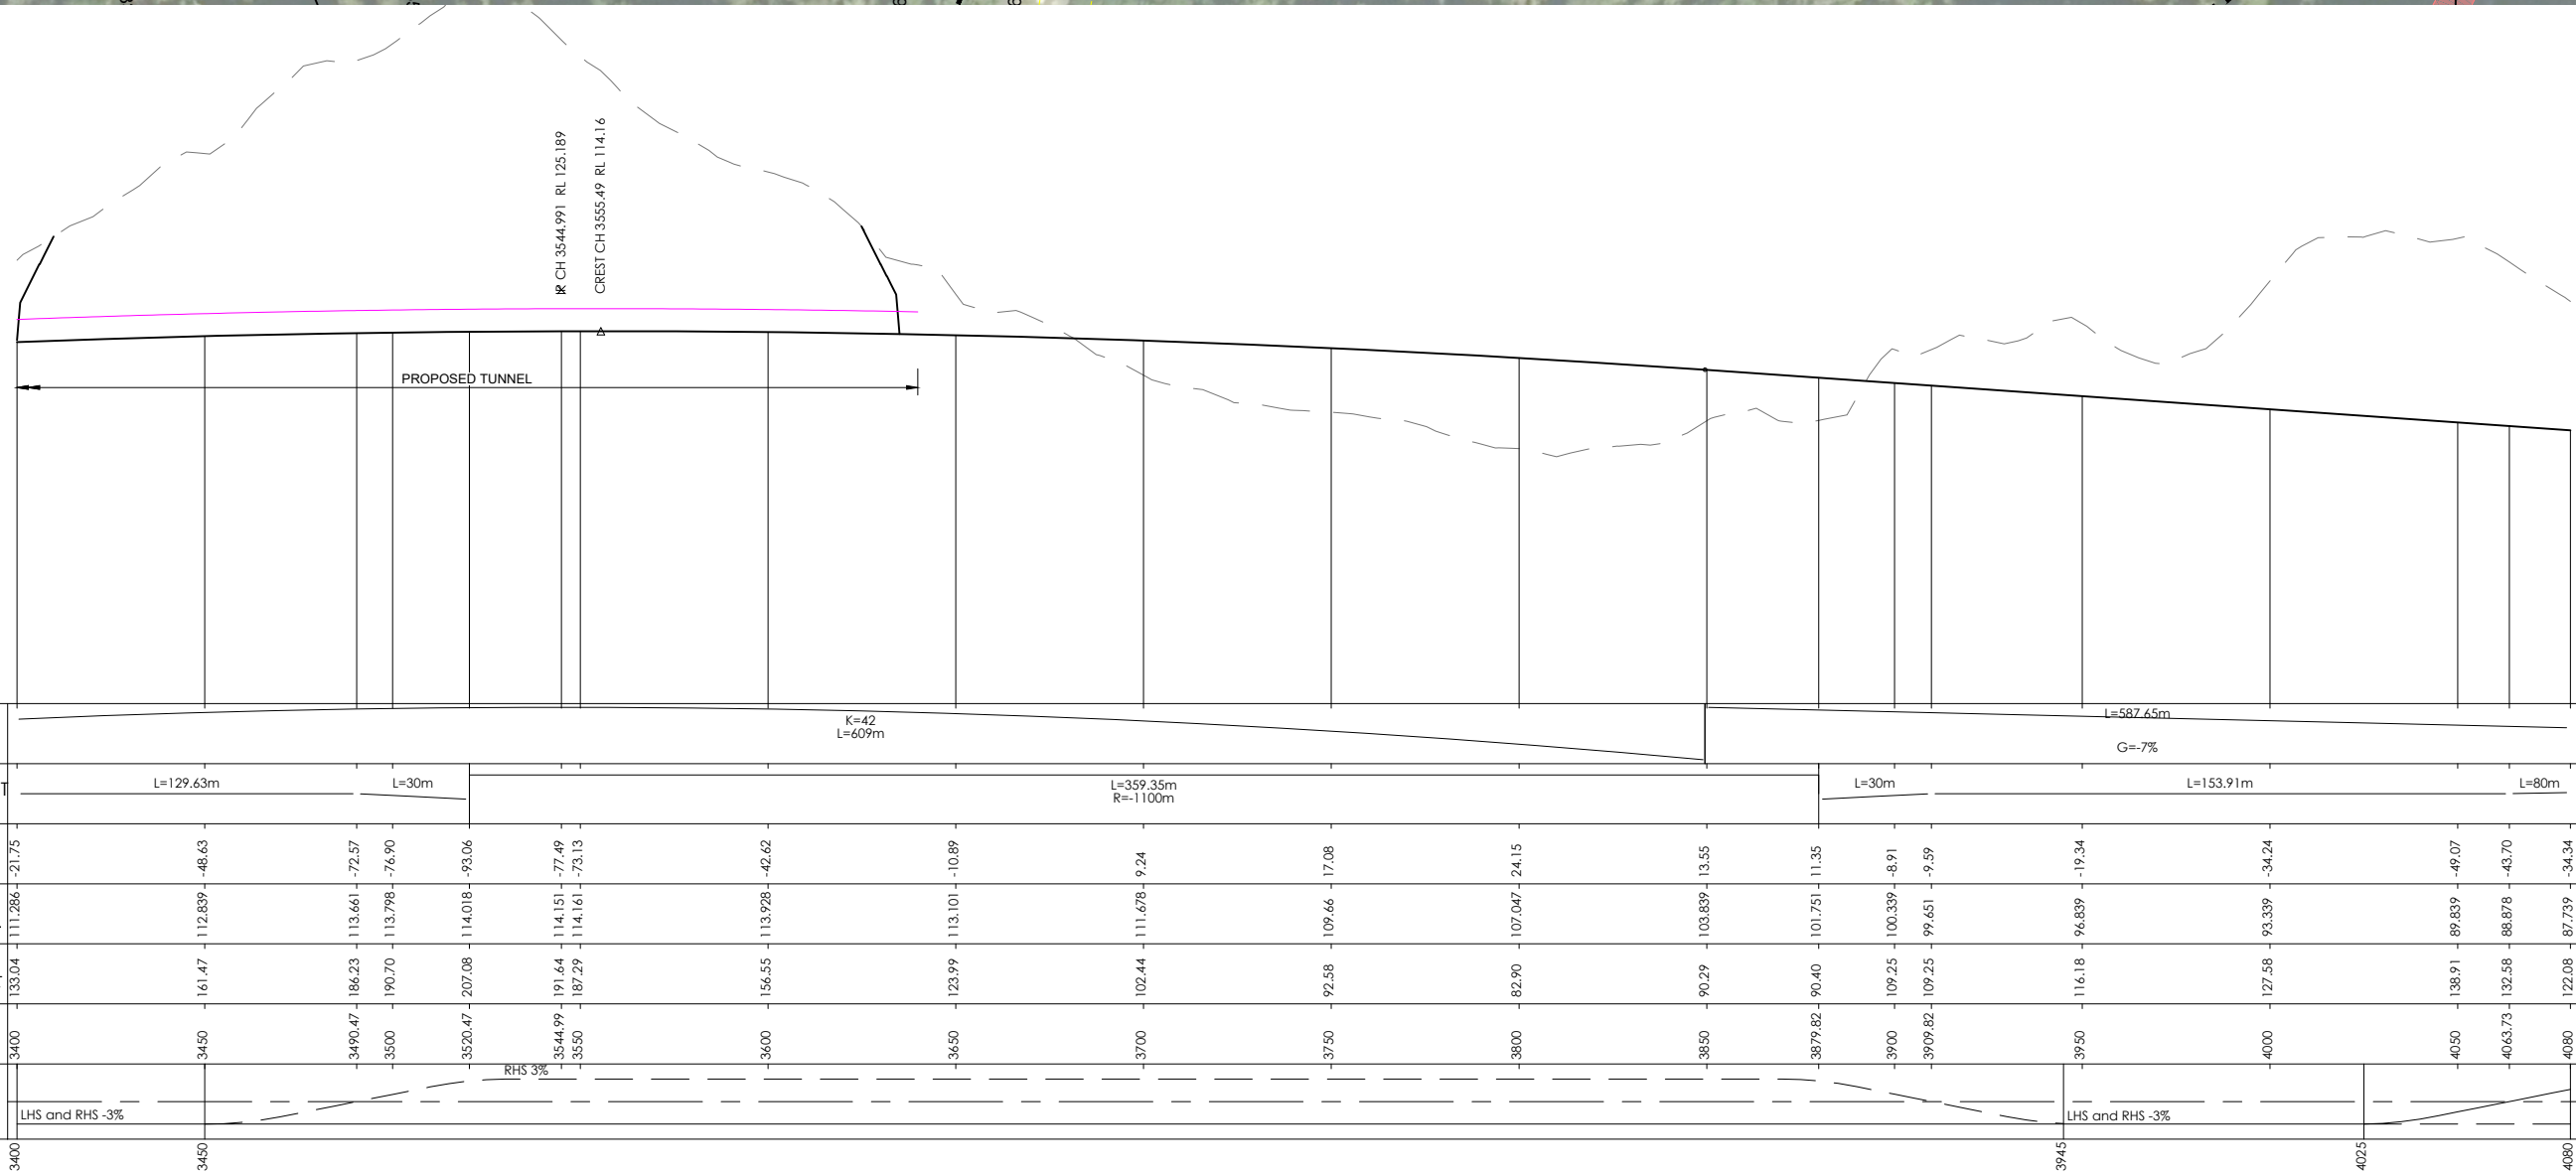 IP CH 3544.991 RL 125.189
CREST CH 3555.49 RL 114.16
PROPOSED TUNNEL
K=42
L=609m
L=587.65m
G=-7%
T
L=129.63m
L=30m
L=359.35m
R=-1100m
L=30m
L=153.91m
L=80m
-21.75 -48.63 -72.57 -76.90 -93.06 -77.49 -73.13 -42.62 -10.89 9.24 17.08 24.15 13.55 11.35 -8.91 -9.59 -19.34 -34.24 -49.07 -43.70 -34.34
111.286 112.839 113.661 113.798 114.018 114.151 114.161 113.928 113.101 111.678 109.66 107.047 103.839 101.751 100.339 99.651 96.839 93.339 89.839 88.878 87.739
133.04 161.47 186.23 190.70 207.08 191.64 187.29 156.55 123.99 102.44 92.58 82.90 90.29 90.40 109.25 109.25 116.18 127.58 138.91 132.58 122.08
3400 3450 3490.47 3500 3520.47 3544.99 3550 3600 3650 3700 3750 3800 3850 3879.82 3900 3909.82 3950 4000 4050 4063.73 4080
RHS 3%
LHS and RHS -3%
LHS and RHS -3%
3400 3450 3945 4025 4080